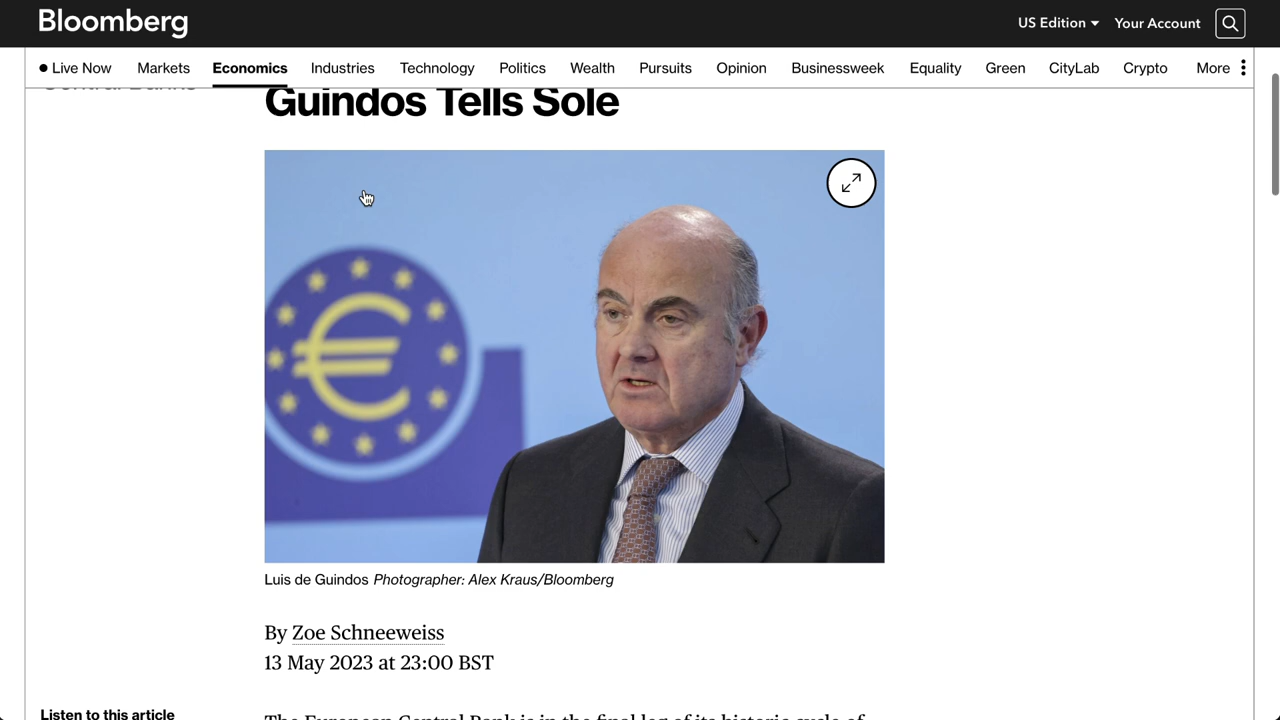 Bloomberg
US Edition Your Account
Live Now Markets Economics Industries Technology Politics Wealth Pursuits Opinion Businessweek Equality Green CityLab Crypto More
Central Banks
Guindos Tells Sole
€
Luis de Guindos Photographer: Alex Kraus/Bloomberg
By Zoe Schneeweiss
13 May 2023 at 23:00 BST
Listen to this article
The European Central Bank is in the final leg of its historic cycle of